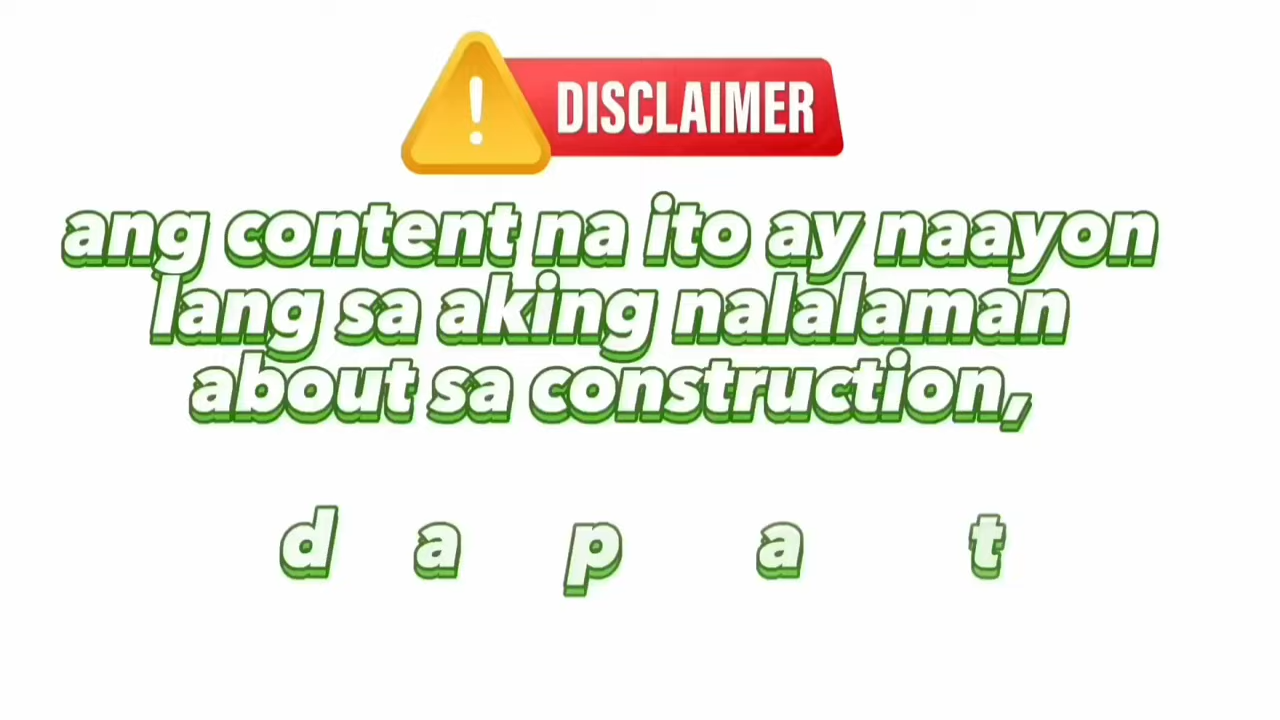 DISCLAIMER
ang content na ito ay naayon
lang sa aking nalalaman
about sa construction,
d a p a t